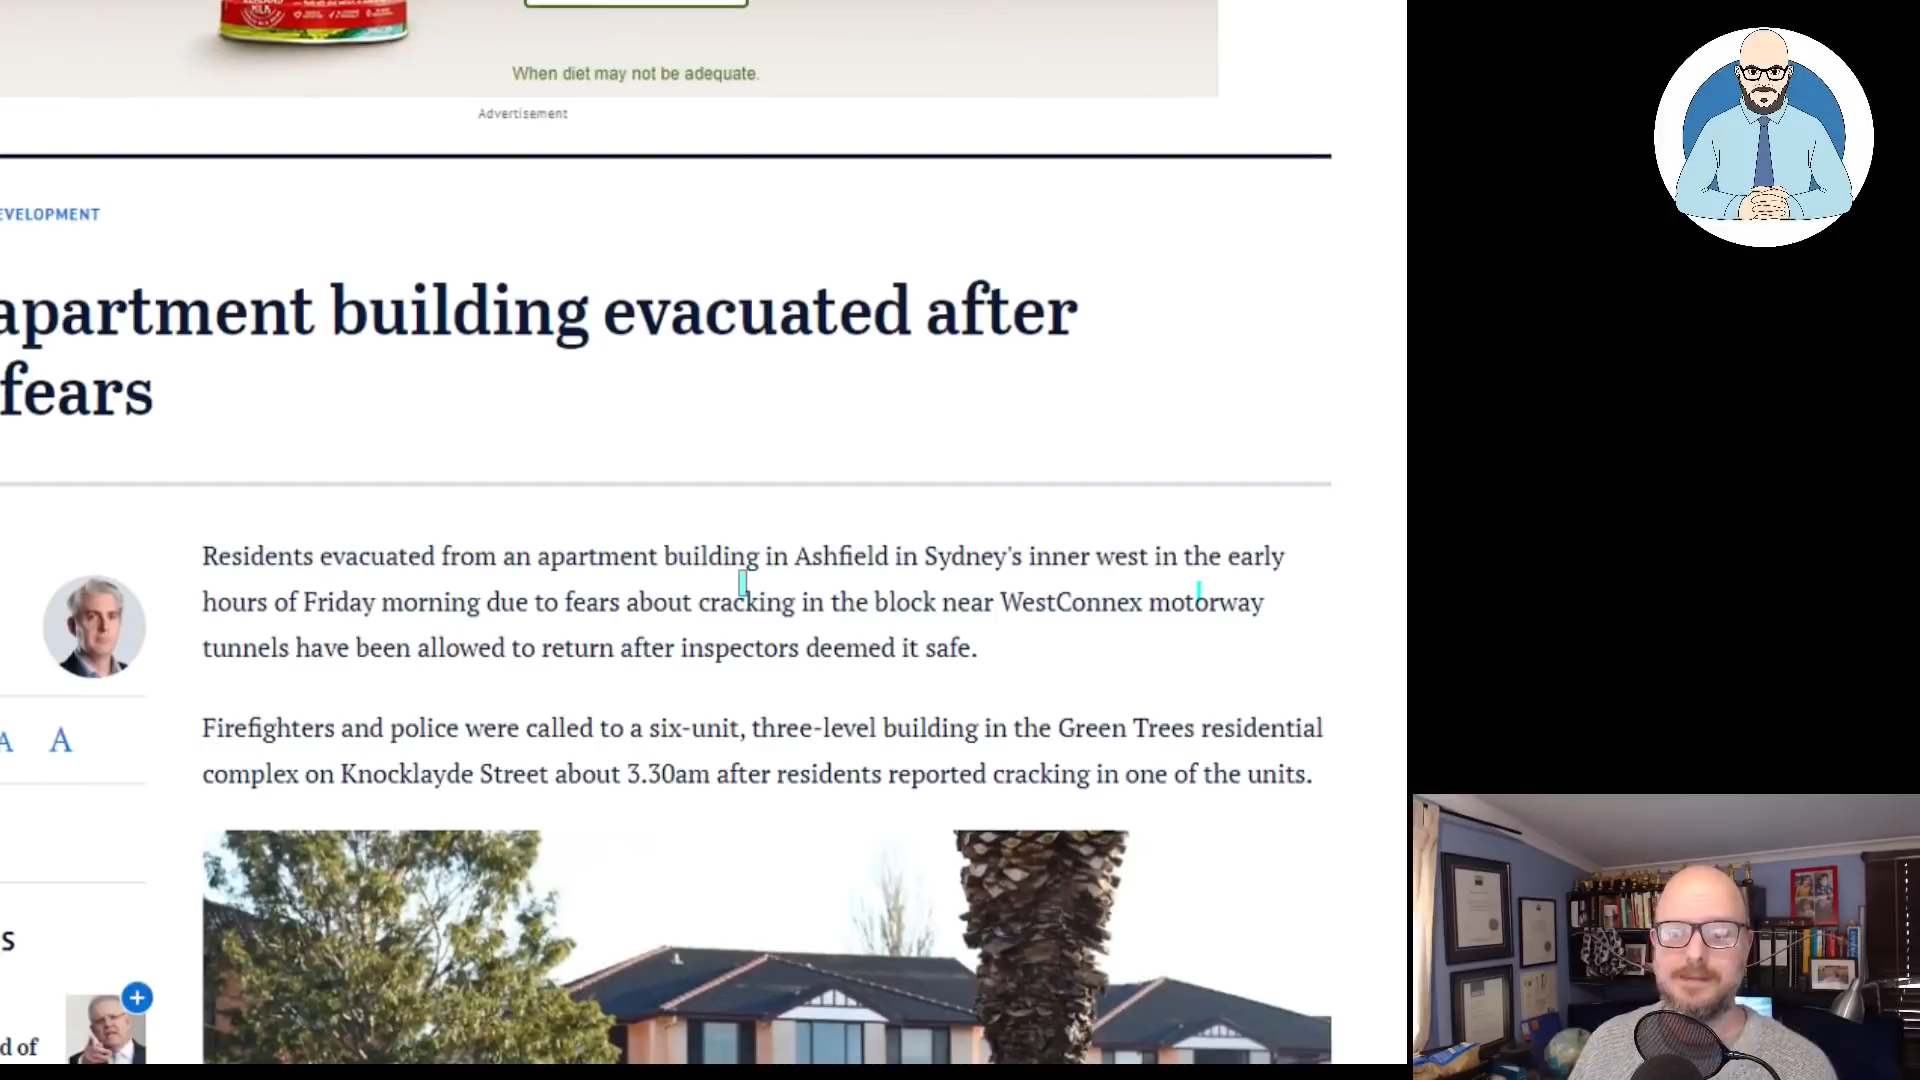 When diet may not be adequate.
Advertisement
EVELOPMENT
apartment building evacuated after
fears
Residents evacuated from an apartment building in Ashfield in Sydney's inner west in the early
hours of Friday morning due to fears about cracking in the block near WestConnex motorway
tunnels have been allowed to return after inspectors deemed it safe.
A A
Firefighters and police were called to a six-unit, three-level building in the Green Trees residential
complex on Knocklayde Street about 3.30am after residents reported cracking in one of the units.
S
d of